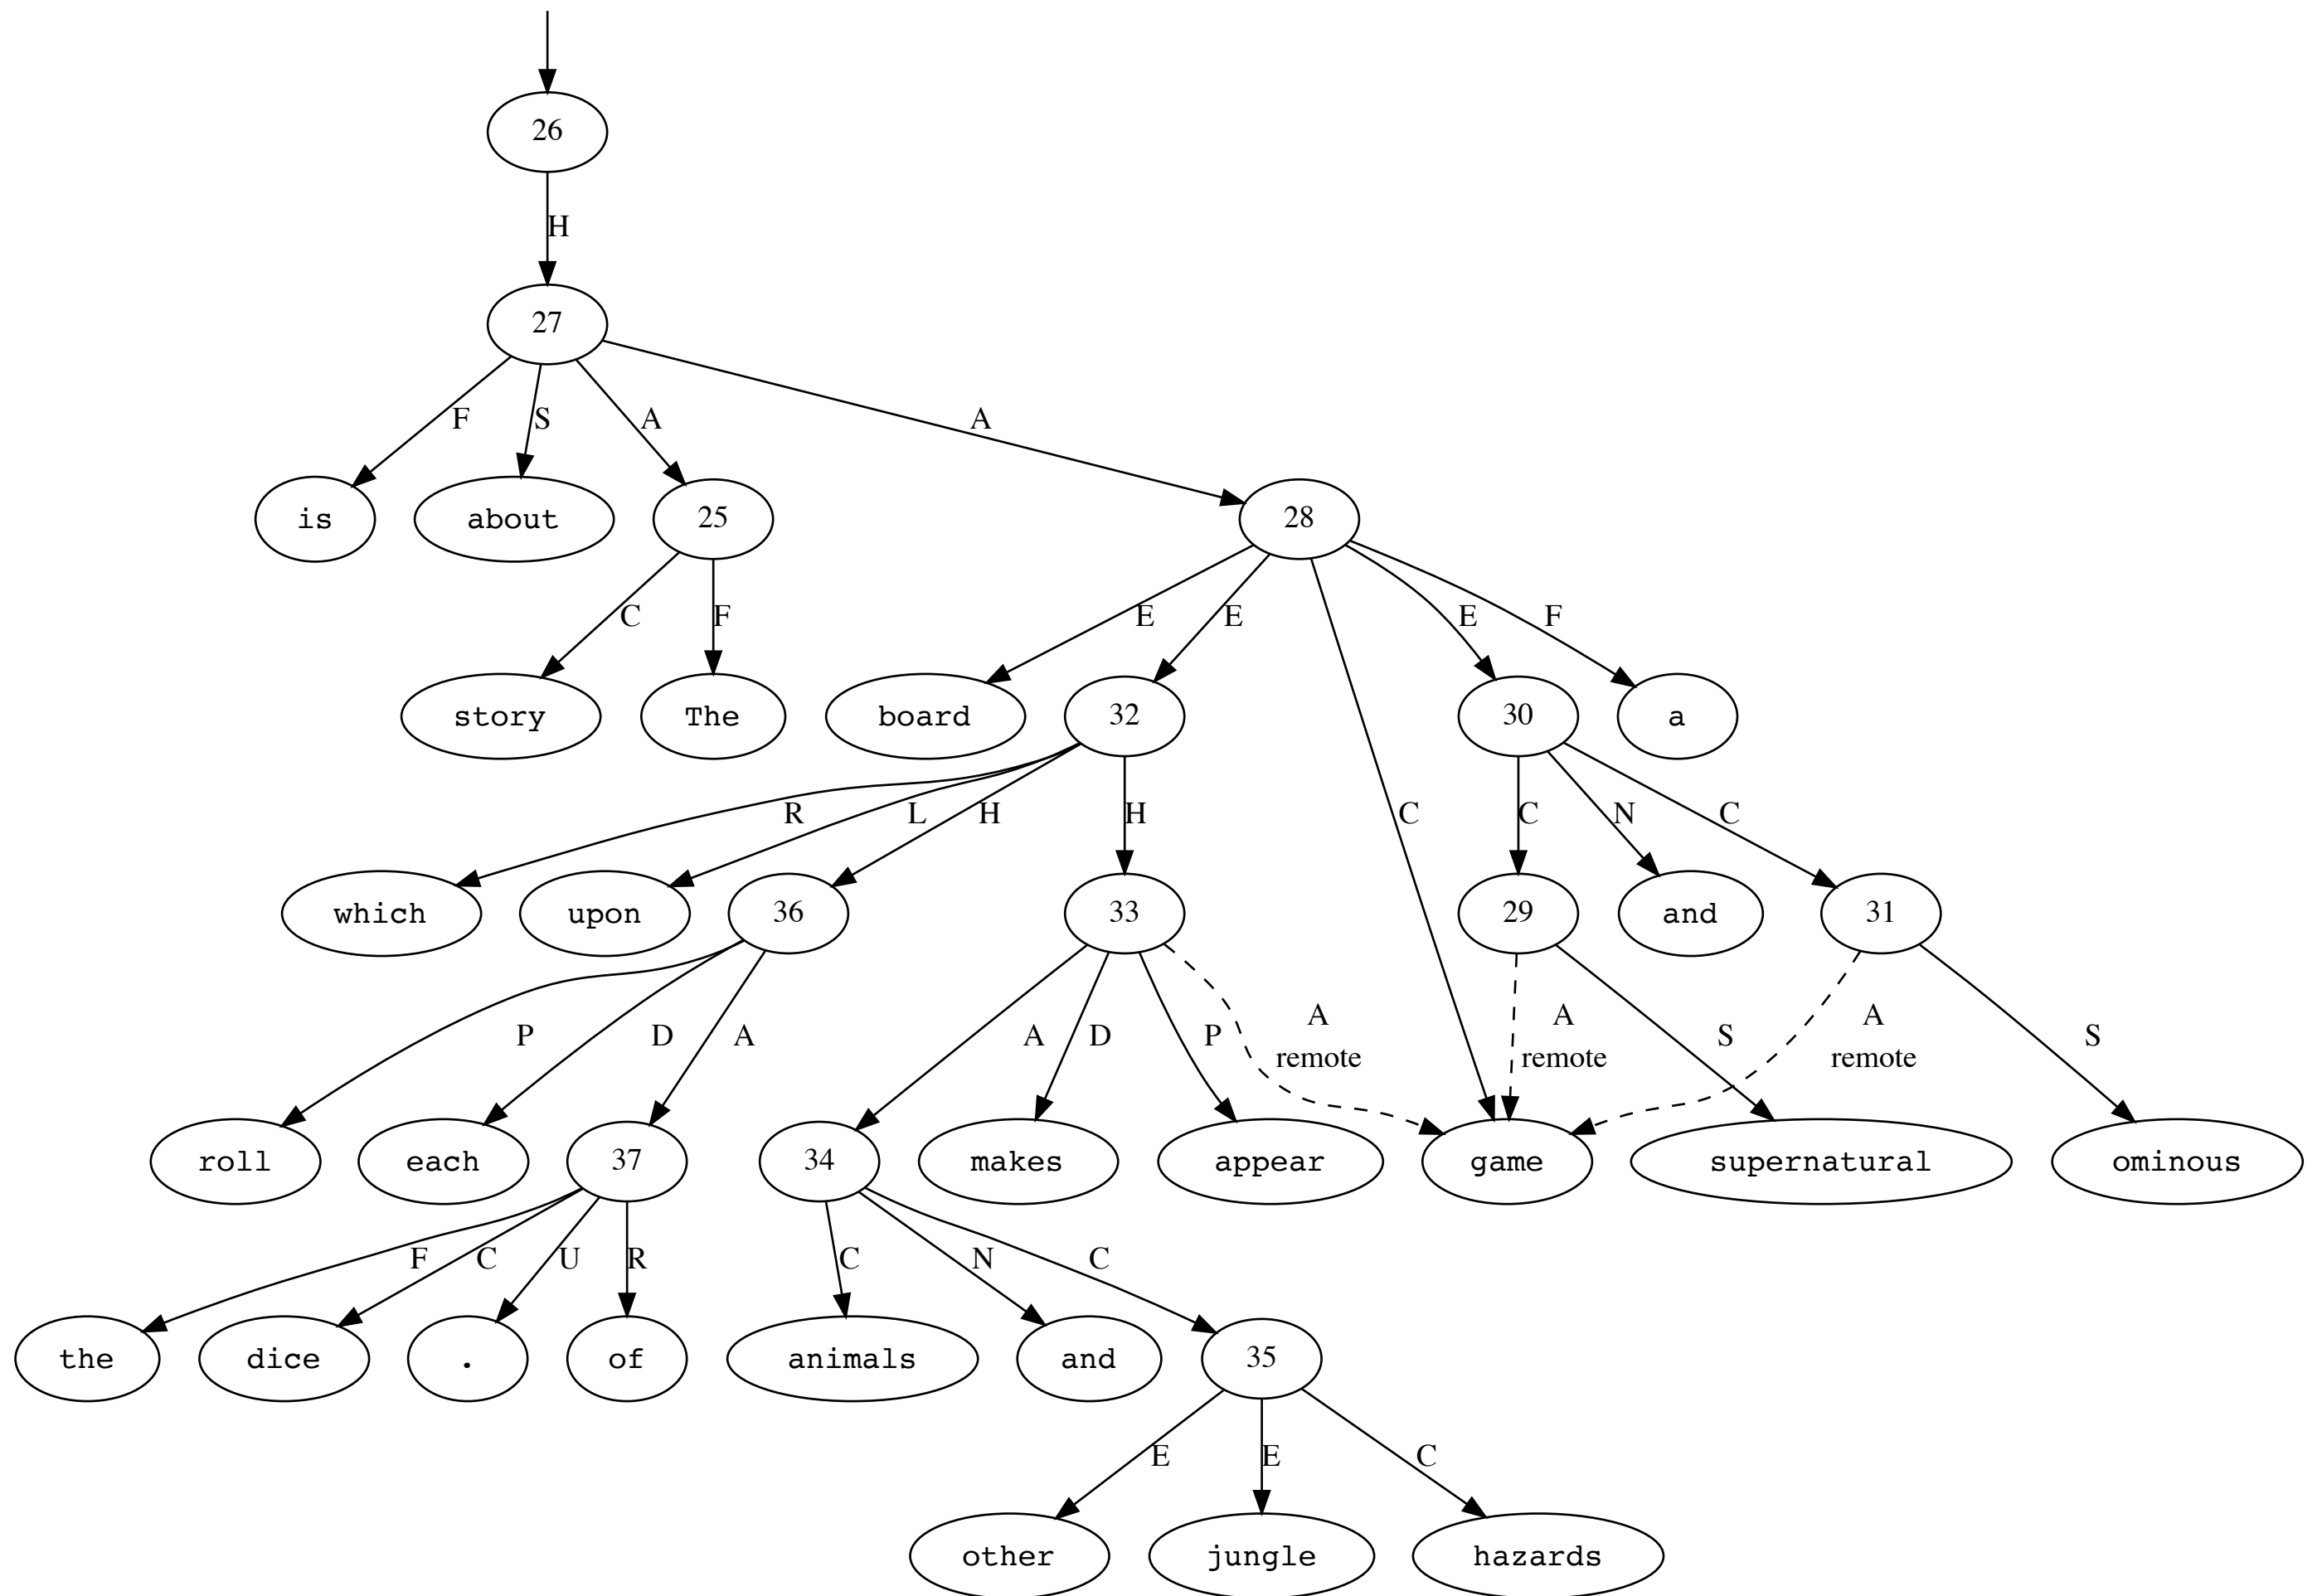 26
H
27
F S A A
is about 25 28
C F E E E F
story The board 32 30 a
R L H H C C N C
which upon 36 33 29 and 31
A A A
P D A A D P remote remote S remote S
roll each 37 34 makes appear game supernatural ominous
F C U R C N C
the dice . of animals and 35
E E C
other jungle hazards